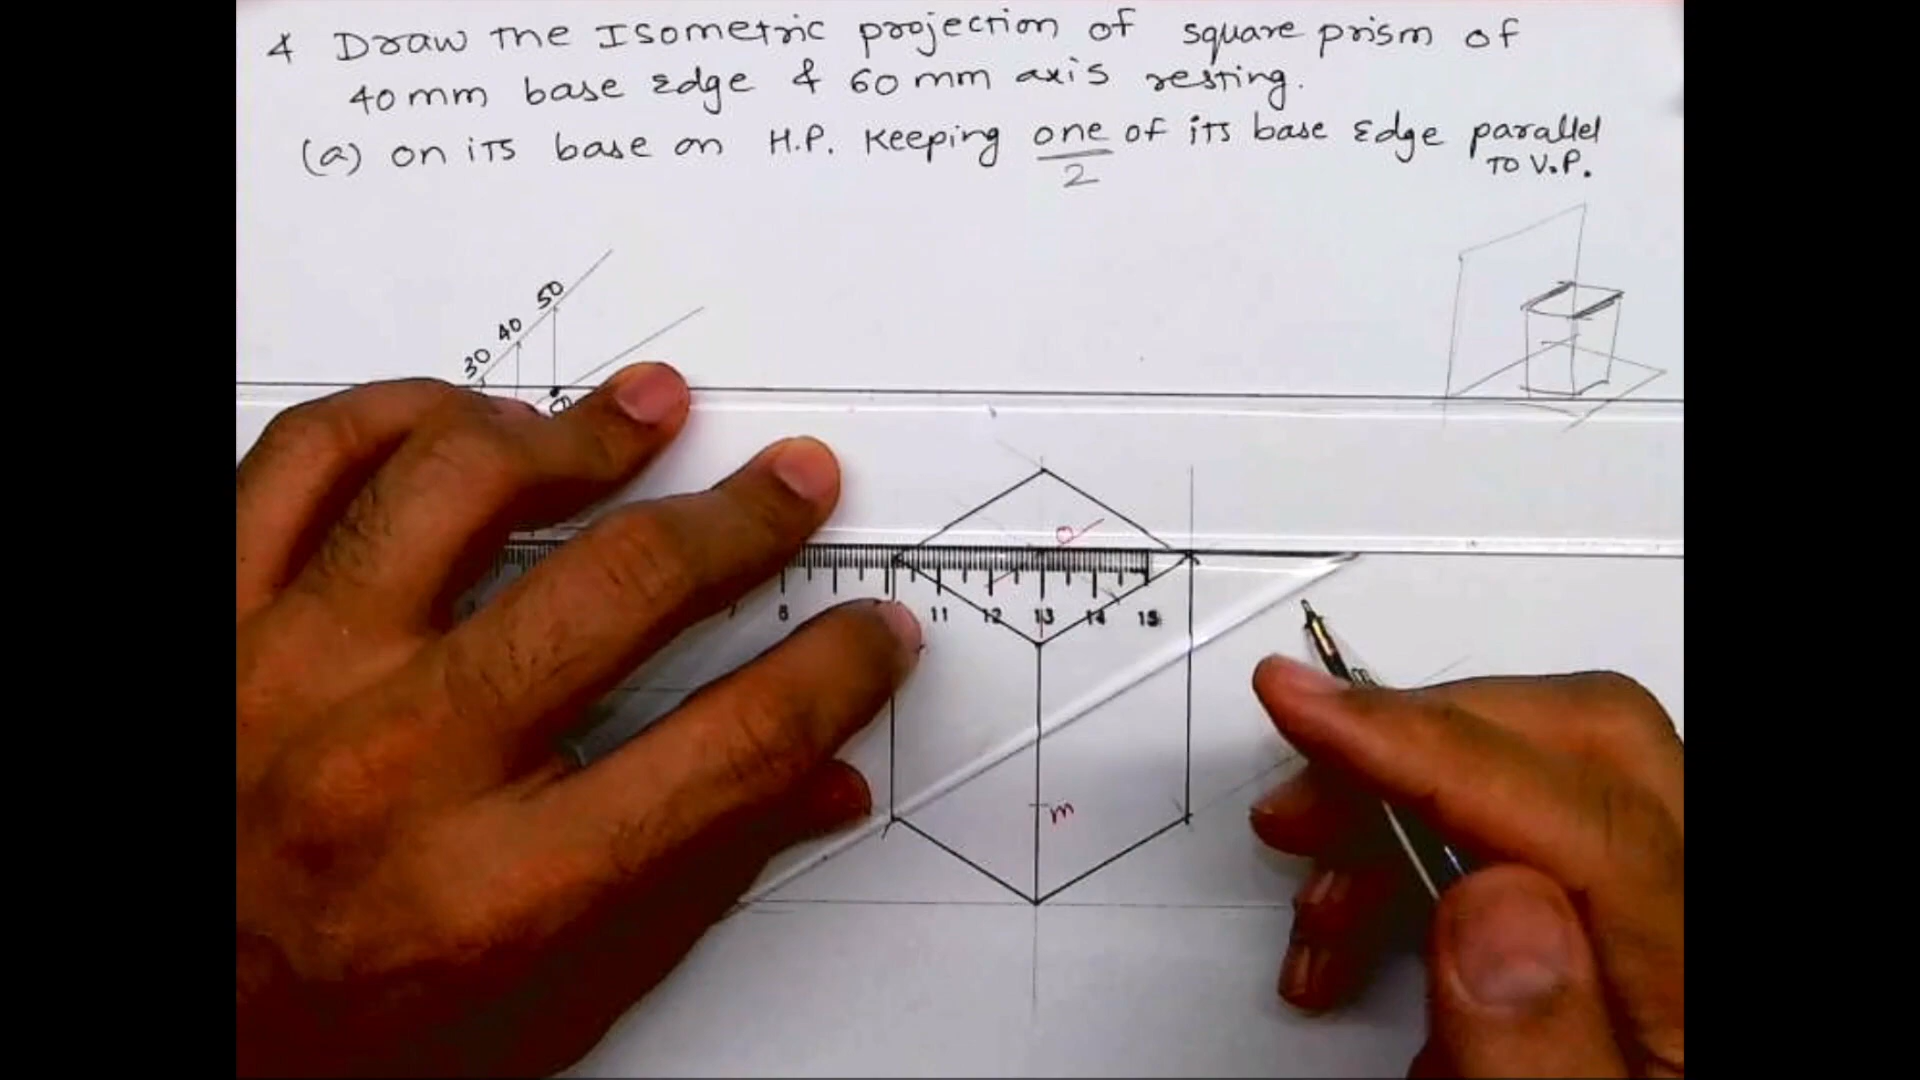 4 Draw the Isometric projection of square prism of
40 mm base Edge & 60 mm axis resting.
(a) on iTs base on H.P. Keeping one of iTs base Edge parallel
2
TO V.P.
50
40
30
O
8 11 12 13 14 15
m